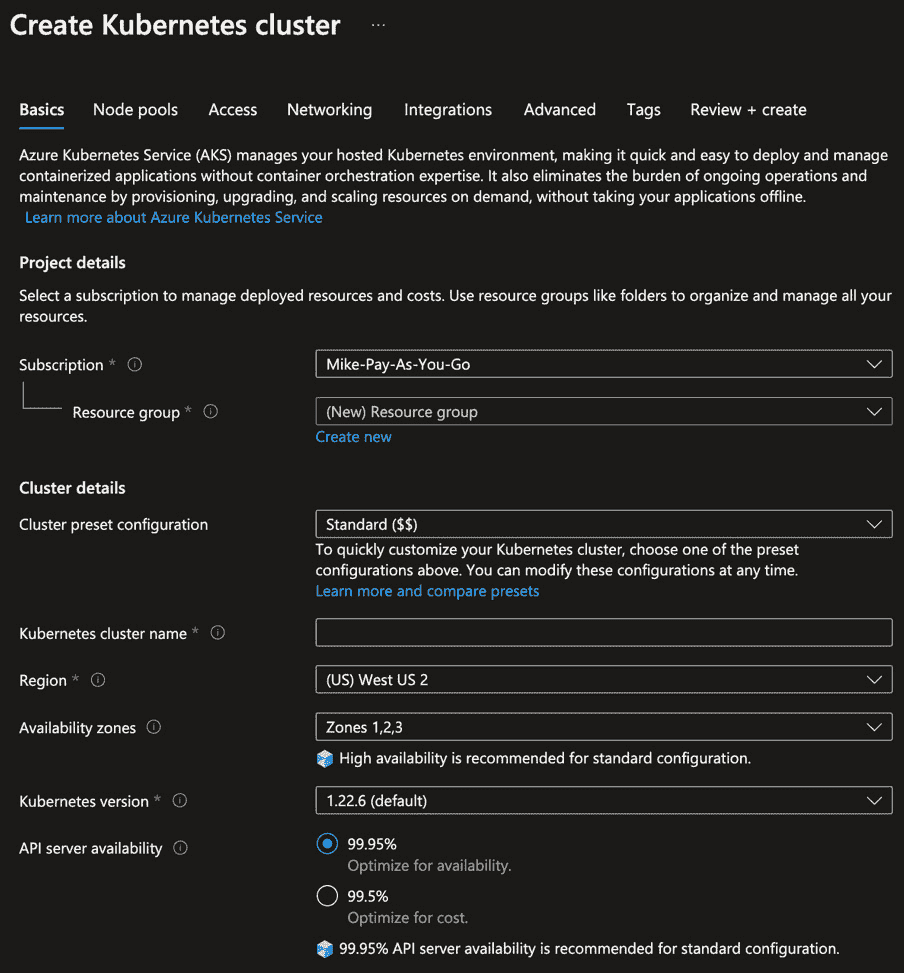 Create Kubernetes cluster ...
Basics Node pools Access Networking Integrations Advanced Tags Review + create
Azure Kubernetes Service (AKS) manages your hosted Kubernetes environment, making it quick and easy to deploy and manage
containerized applications without container orchestration expertise. It also eliminates the burden of ongoing operations and
maintenance by provisioning, upgrading, and scaling resources on demand, without taking your applications offline.
Learn more about Azure Kubernetes Service
Project details
Select a subscription to manage deployed resources and costs. Use resource groups like folders to organize and manage all your
resources.
Subscription * Mike-Pay-As-You-Go
Resource group * (New) Resource group
Create new
Cluster details
Cluster preset configuration Standard ($$)
To quickly customize your Kubernetes cluster, choose one of the preset
configurations above. You can modify these configurations at any time.
Learn more and compare presets
Kubernetes cluster name *
Region * (US) West US 2
Availability zones Zones 1,2,3
High availability is recommended for standard configuration.
Kubernetes version * 1.22.6 (default)
API server availability 99.95%
Optimize for availability.
99.5%
Optimize for cost.
99.95% API server availability is recommended for standard configuration.